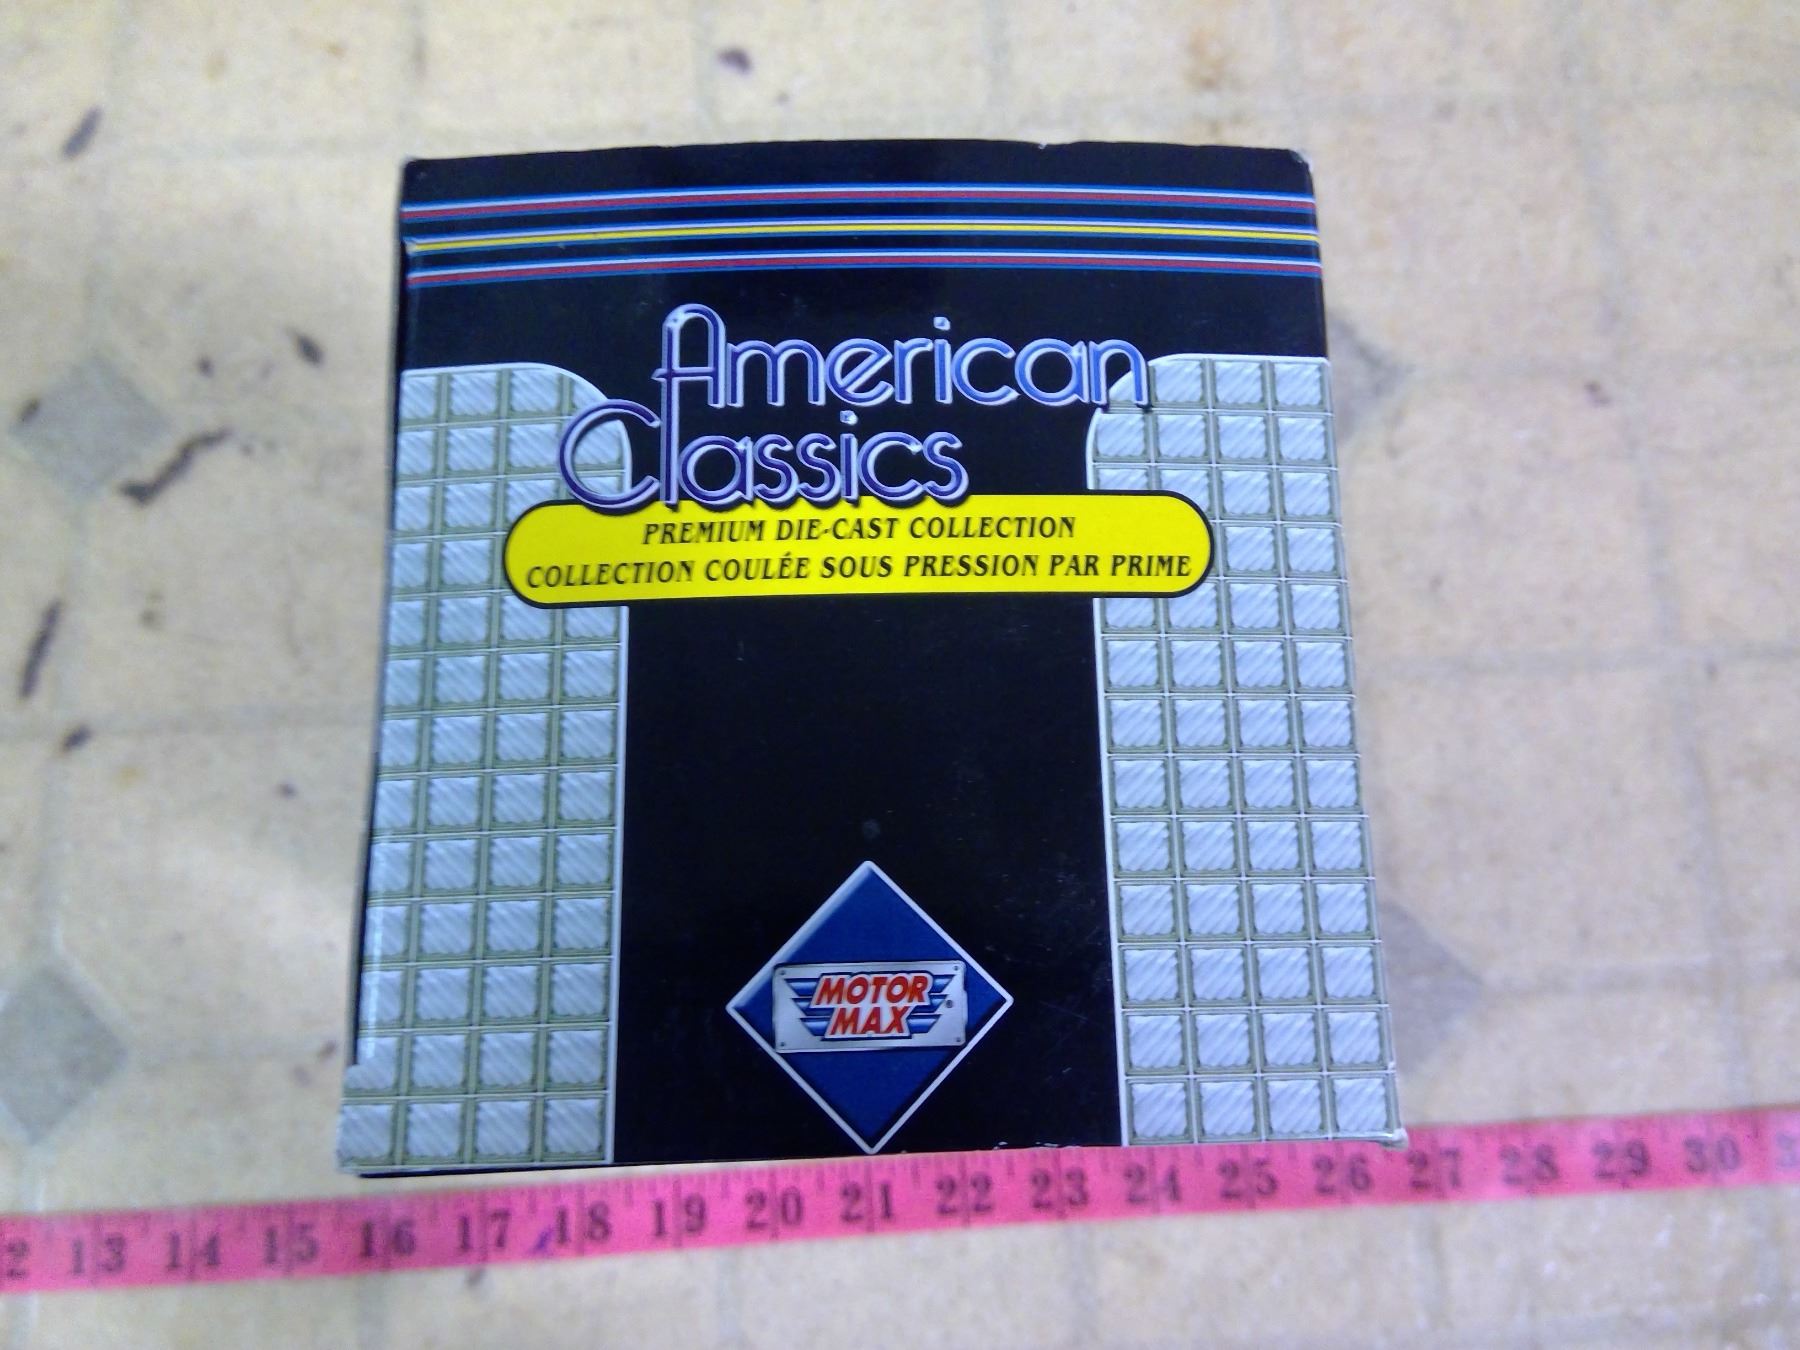 American
Classics
PREMIUM DIE-CAST COLLECTION
COLLECTION COULÉE SOUS PRESSION PAR PRIME
MOTOR
MAX ®
2 13 14 15 16 17 18 19 20 21 22 23 24 25 26 27 28 29 30